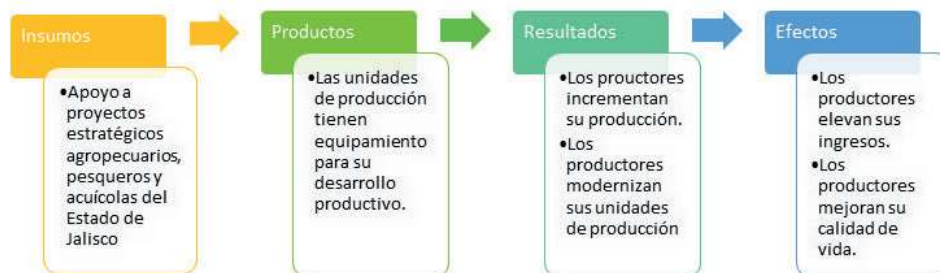 Insumos
•Apoyo a
proyectos
estratégicos
agropecuarios,
pesqueros y
acuícolas del
Estado de
Jalisco
Productos
•Las unidades
de producción
tienen
equipamiento
para su
desarrollo
productivo.
Resultados
•Los prouctores
incrementan
su producción.
•Los
productores
modernizan
sus unidades
de producción
Efectos
•Los
productores
elevan sus
ingresos.
•Los
productores
mejoran su
calidad de
vida.